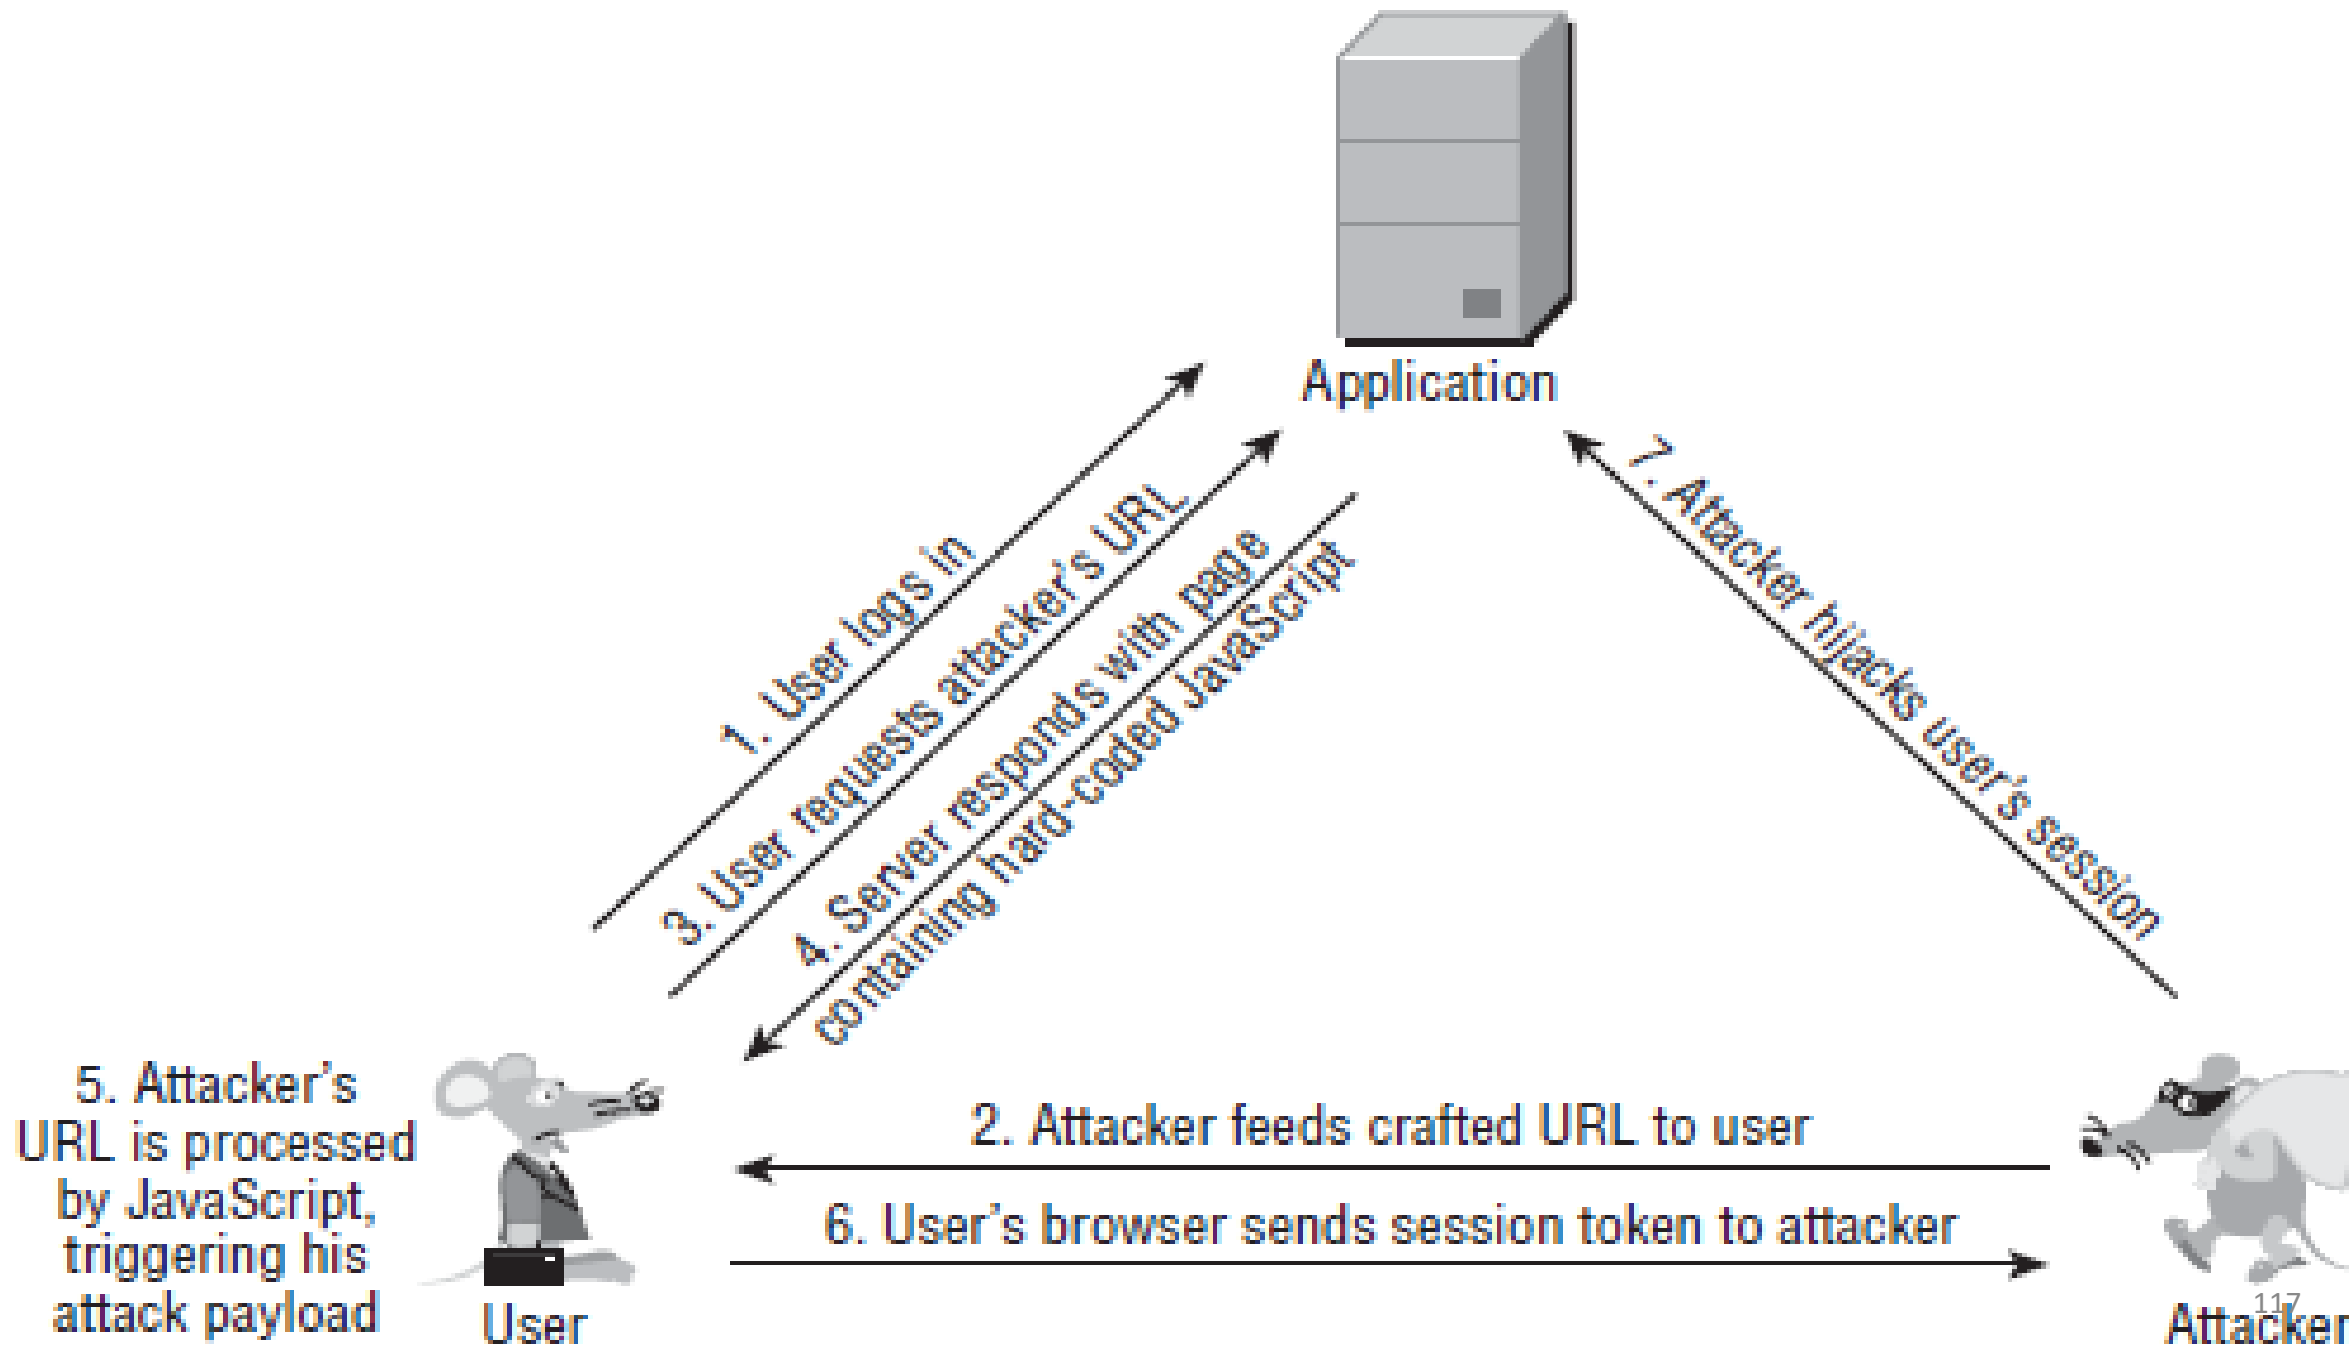 Application
1. User logs in
3. User requests attacker's URL
4. Server responds with page
containing hard-coded JavaScript
7. Attacker hijacks user's session
5. Attacker's
URL is processed
by JavaScript,
triggering his
attack payload
2. Attacker feeds crafted URL to user
6. User's browser sends session token to attacker
User
Attacker
117